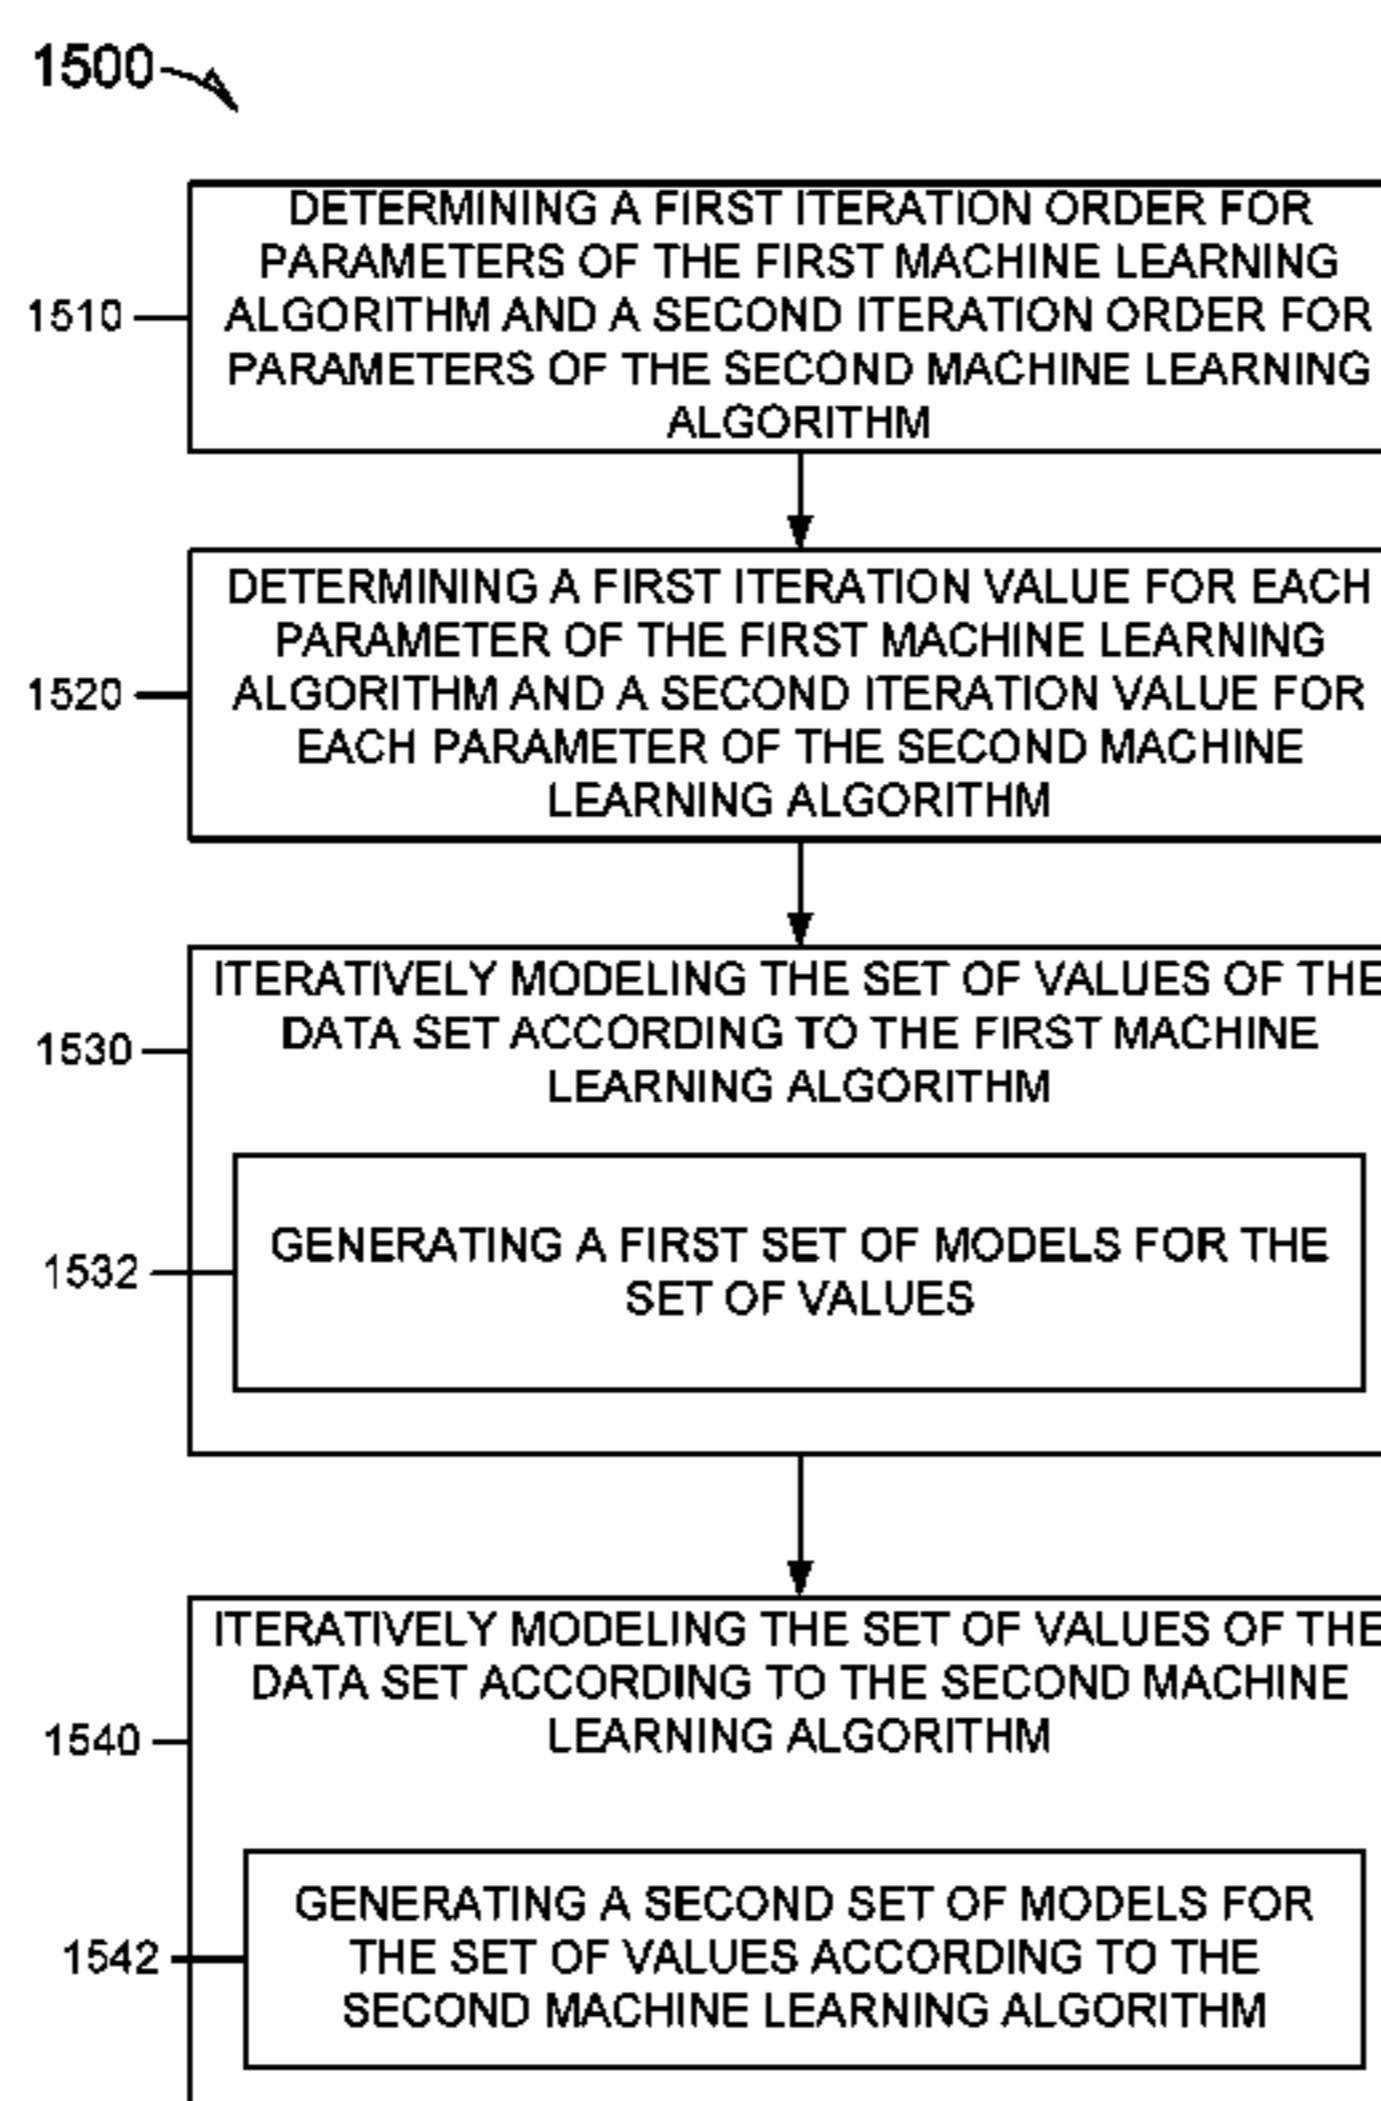 1500
DETERMINING A FIRST ITERATION ORDER FOR
PARAMETERS OF THE FIRST MACHINE LEARNING
1510
ALGORITHM AND A SECOND ITERATION ORDER FOR
PARAMETERS OF THE SECOND MACHINE LEARNING
ALGORITHM
DETERMINING A FIRST ITERATION VALUE FOR EACH
PARAMETER OF THE FIRST MACHINE LEARNING
1520
ALGORITHM AND A SECOND ITERATION VALUE FOR
EACH PARAMETER OF THE SECOND MACHINE
LEARNING ALGORITHM
ITERATIVELY MODELING THE SET OF VALUES OF THE
1530
DATA SET ACCORDING TO THE FIRST MACHINE
LEARNING ALGORITHM
GENERATING A FIRST SET OF MODELS FOR THE
1532
SET OF VALUES
ITERATIVELY MODELING THE SET OF VALUES OF THE
DATA SET ACCORDING TO THE SECOND MACHINE
1540
LEARNING ALGORITHM
GENERATING A SECOND SET OF MODELS FOR
1542
THE SET OF VALUES ACCORDING TO THE
SECOND MACHINE LEARNING ALGORITHM